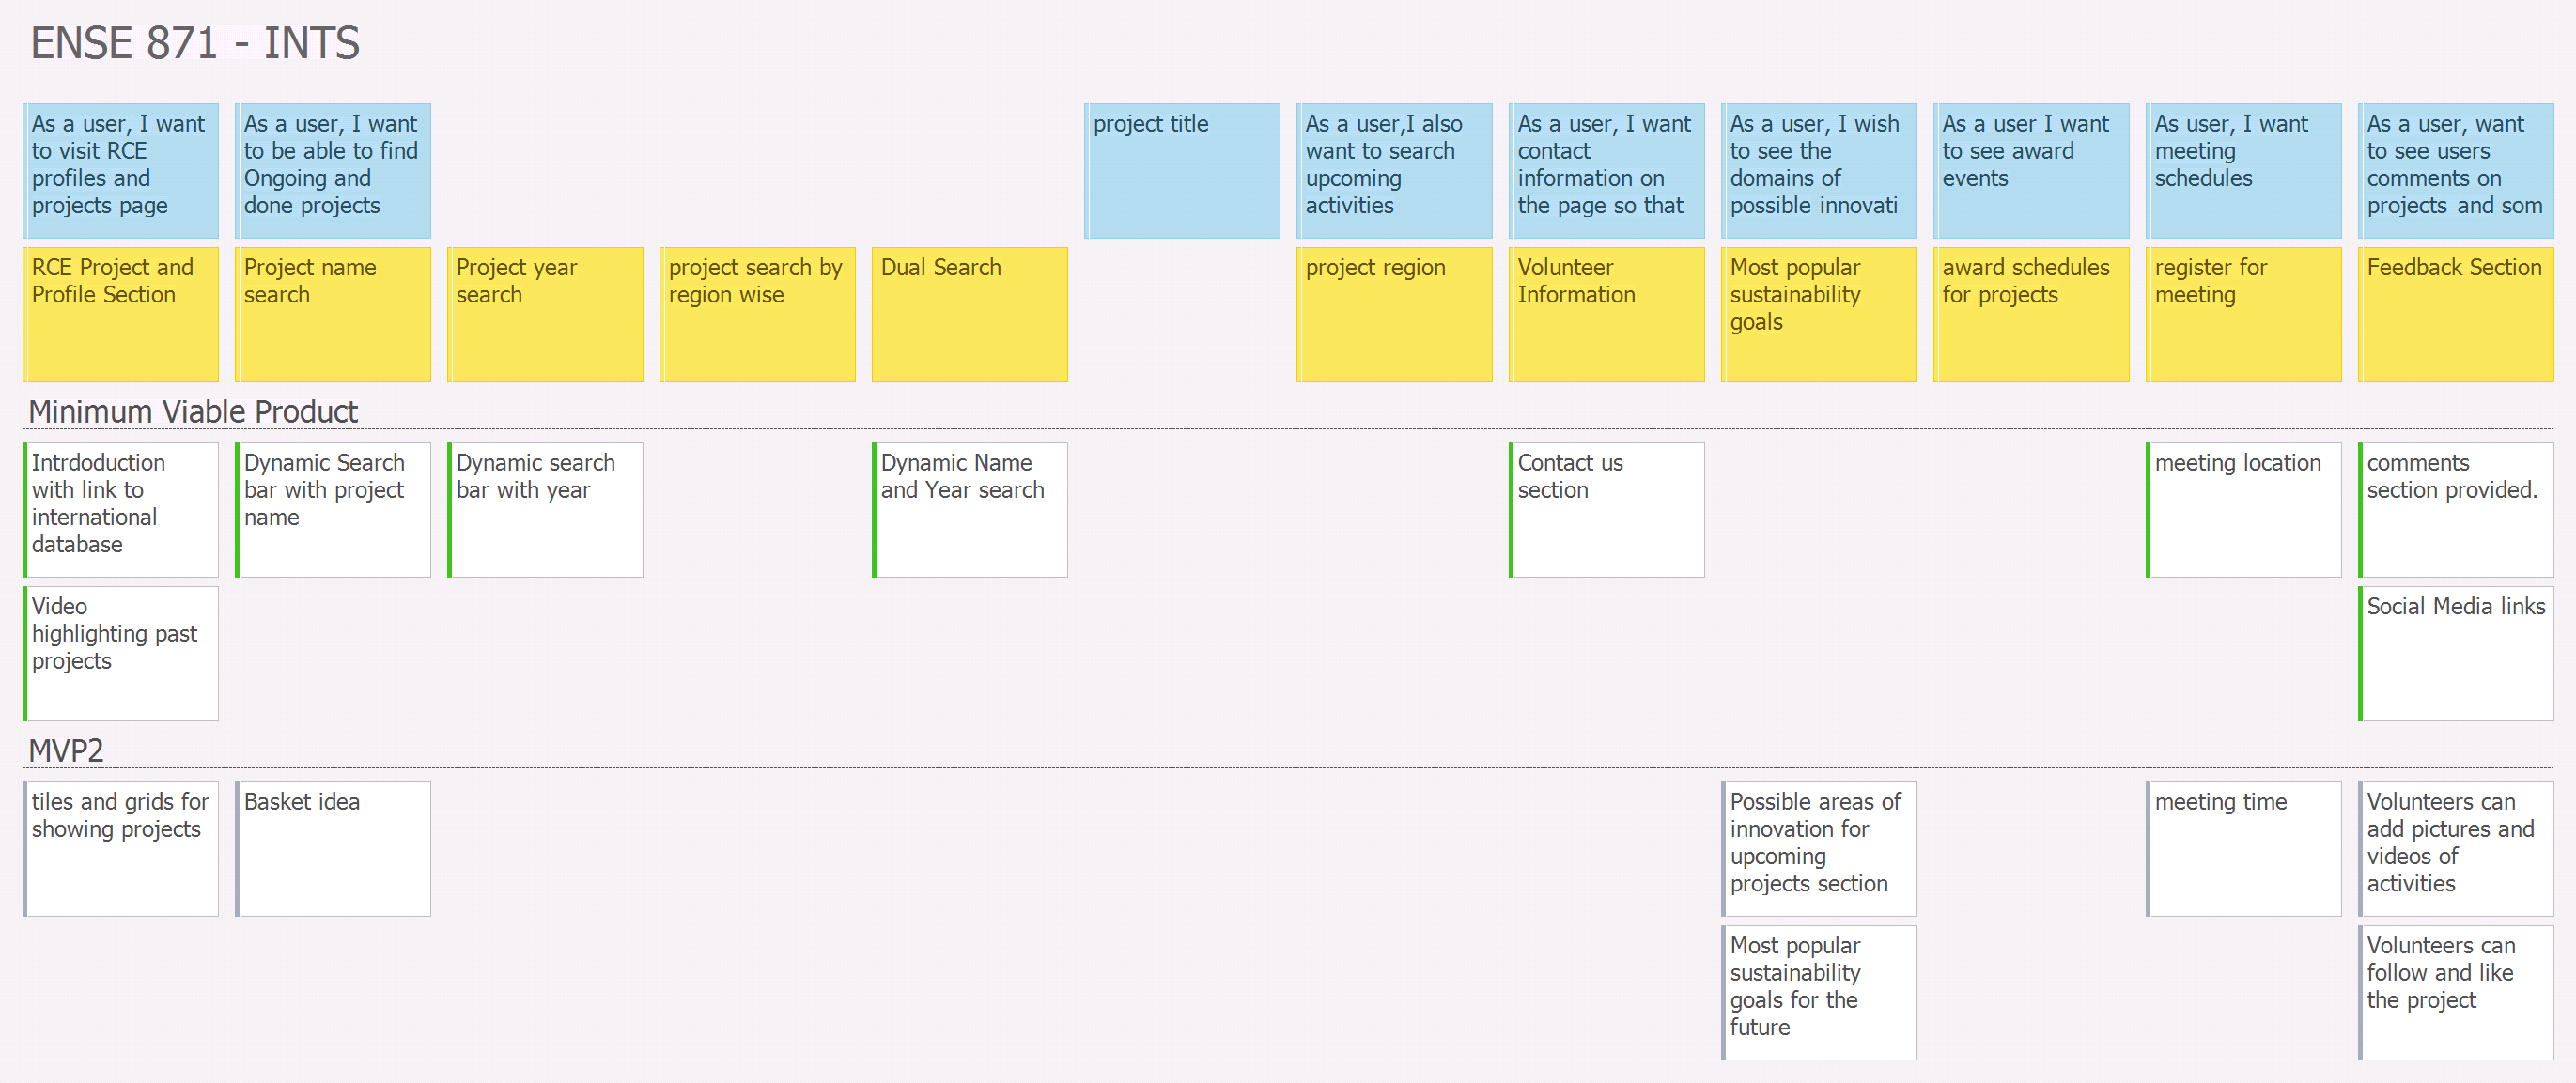 ENSE 871 - INTS
As a user, I want
to visit RCE
profiles and
projects page
As a user, I want
to be able to find
Ongoing and
done projects
project title
As a user,I also
want to search
upcoming
activities
As a user, I want
contact
information on
the page so that
As a user, I wish
to see the
domains of
possible innovati
As a user I want
to see award
events
As user, I want
meeting
schedules
As a user, want
to see users
comments on
projects and som
RCE Project and
Profile Section
Project name
search
Project year
search
project search by
region wise
Dual Search
project region
Volunteer
Information
Most popular
sustainability
goals
award schedules
for projects
register for
meeting
Feedback Section
Minimum Viable Product
Intrdoduction
with link to
international
database
Dynamic Search
bar with project
name
Dynamic search
bar with year
Dynamic Name
and Year search
Contact us
section
meeting location
comments
section provided.
Video
highlighting past
projects
Social Media links
MVP2
tiles and grids for
showing projects
Basket idea
Possible areas of
innovation for
upcoming
projects section
meeting time
Volunteers can
add pictures and
videos of
activities
Most popular
sustainability
goals for the
future
Volunteers can
follow and like
the project